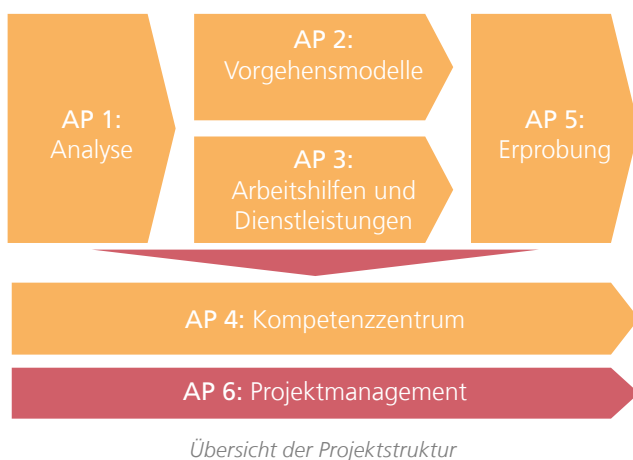 AP 1:
Analyse
AP 2:
Vorgehensmodelle
AP 3:
Arbeitshilfen und
Dienstleistungen
AP 5:
Erprobung
AP 4: Kompetenzzentrum
AP 6: Projektmanagement
Übersicht der Projektstruktur